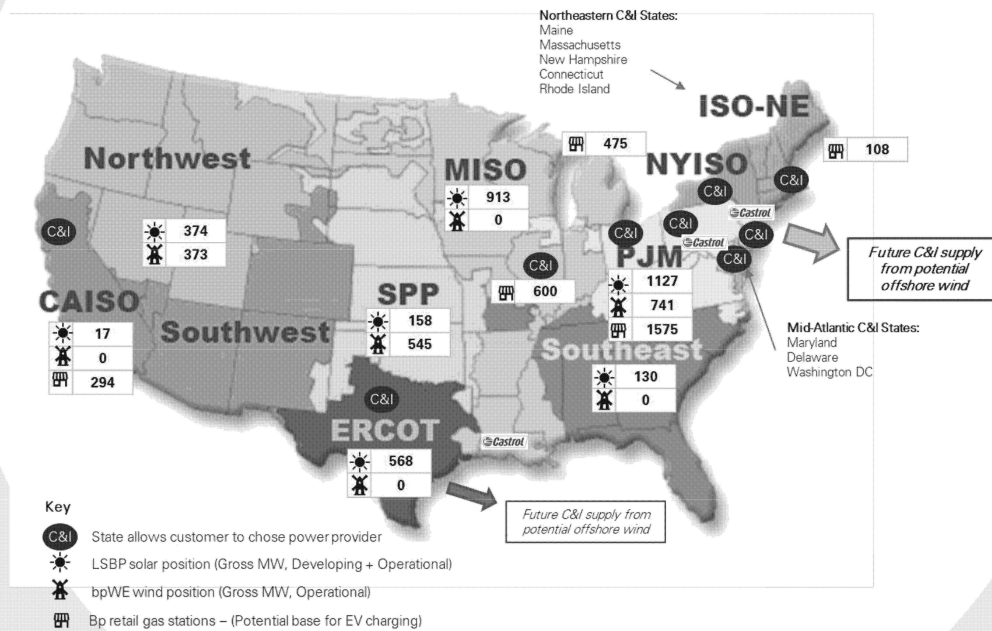 Northeastern C&I States:
Maine
Massachusetts
New Hampshire
Connecticut
Rhode Island
ISO-NE
475
108
NYISO
Northwest
MISO
913
0
C&I
C&I
Castrol
C&I
C&I
Castrol
C&I
C&I
C&I
374
373
Future C&I supply
from potential
offshore wind
PJM
1127
741
1575
C&I
600
CAISO
17
0
294
Southwest
SPP
158
545
Mid-Atlantic C&I States:
Maryland
Delaware
Washington DC
Southeast
130
0
C&I
ERCOT
568
0
Castrol
Future C&I supply from
potential offshore wind
Key
C&I State allows customer to chose power provider
LSBP solar position (Gross MW, Developing + Operational)
bpWE wind position (Gross MW, Operational)
Bp retail gas stations – (Potential base for EV charging)